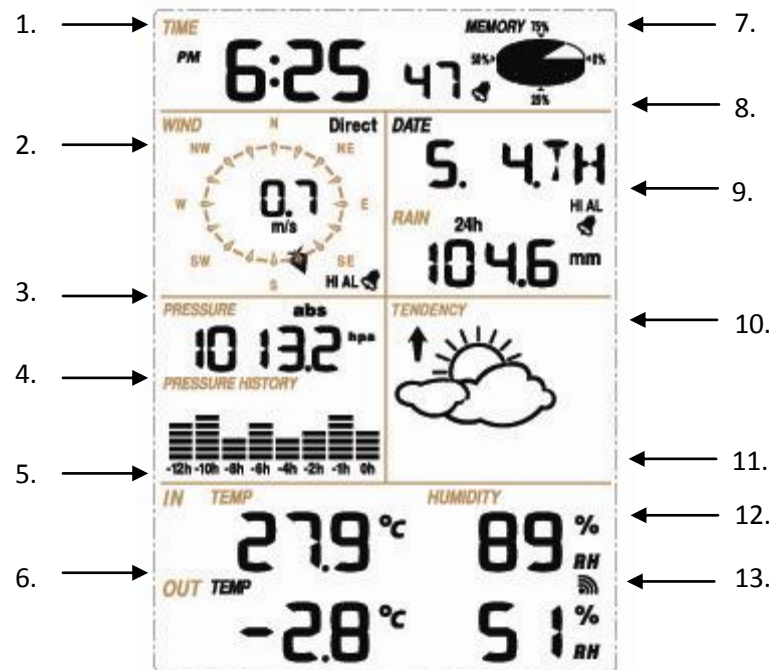 1. TIME MEMORY 75% 7.
PM 6:25 47 50% 0%
25% 8.
WIND N Direct DATE
2. NW NE 5. 4.TH
9.
W 0.7 E HI AL
m/s RAIN 24h
SW SE 104.6 mm
S HI AL
3. PRESSURE abs TENDENCY 10.
1013.2 hpa
4. PRESSURE HISTORY
5. -12h -10h -8h -6h -4h -2h -1h 0h 11.
IN TEMP HUMIDITY 12.
27.9 °C 89 % RH
6. OUT TEMP 13.
-2.8 °C 51 % RH